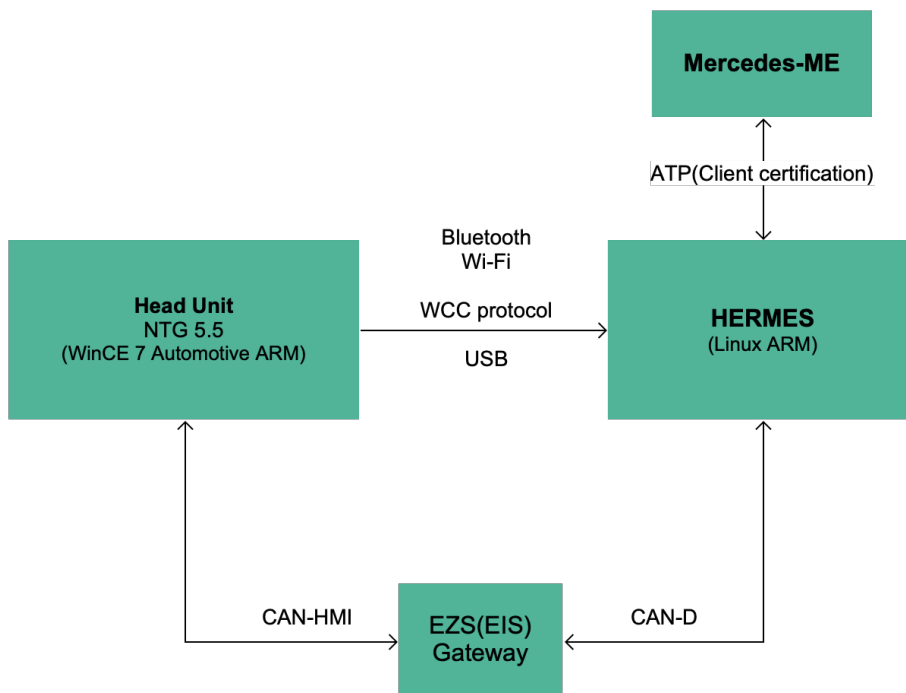 Mercedes-ME
ATP(Client certification)
Bluetooth
Wi-Fi
Head Unit
NTG 5.5
(WinCE 7 Automotive ARM)
WCC protocol
USB
HERMES
(Linux ARM)
CAN-HMI
EZS(EIS)
Gateway
CAN-D